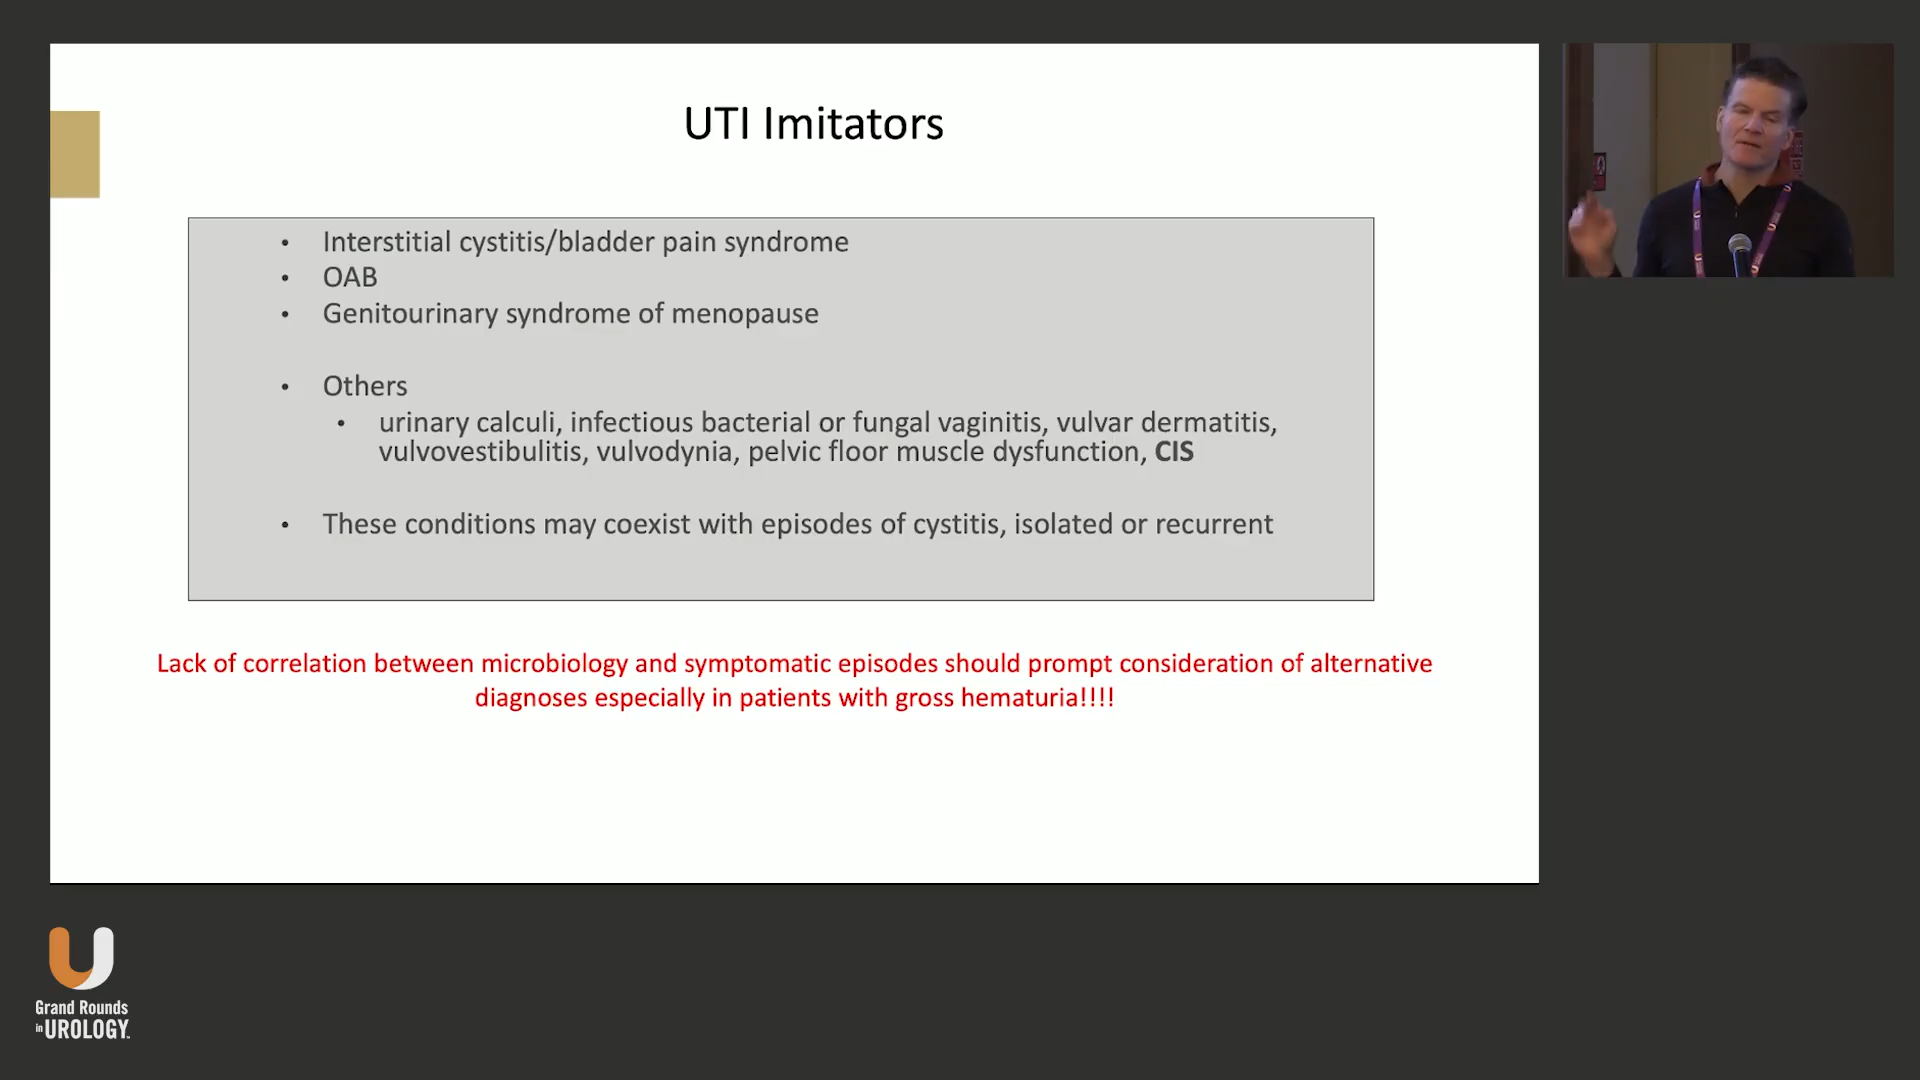 UTI Imitators
• Interstitial cystitis/bladder pain syndrome
• OAB
• Genitourinary syndrome of menopause
• Others
• urinary calculi, infectious bacterial or fungal vaginitis, vulvar dermatitis,
vulvovestibulitis, vulvodynia, pelvic floor muscle dysfunction, CIS
• These conditions may coexist with episodes of cystitis, isolated or recurrent
Lack of correlation between microbiology and symptomatic episodes should prompt consideration of alternative
diagnoses especially in patients with gross hematuria!!!!
Grand Rounds
in UROLOGY™